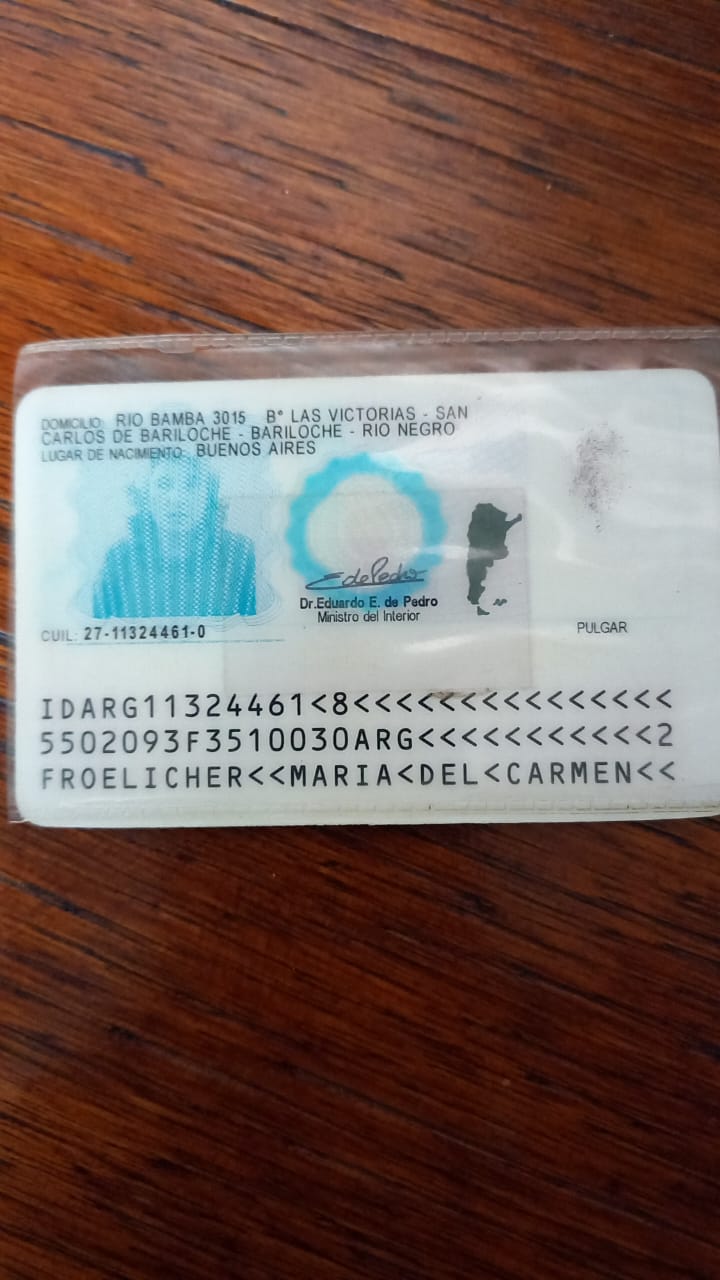 DOMICILIO: RIO BAMBA 3015 B° LAS VICTORIAS - SAN
CARLOS DE BARILOCHE - BARILOCHE - RIO NEGRO
LUGAR DE NACIMIENTO: BUENOS AIRES
EdePedro
Dr.Eduardo E. de Pedro
Ministro del Interior
CUIL: 27-11324461-0
PULGAR
IDARG11324461<8<<<<<<<<<<<<<<<
5502093F3510030ARG<<<<<<<<<<<2
FROELICHER<<MARIA<DEL<CARMEN<<